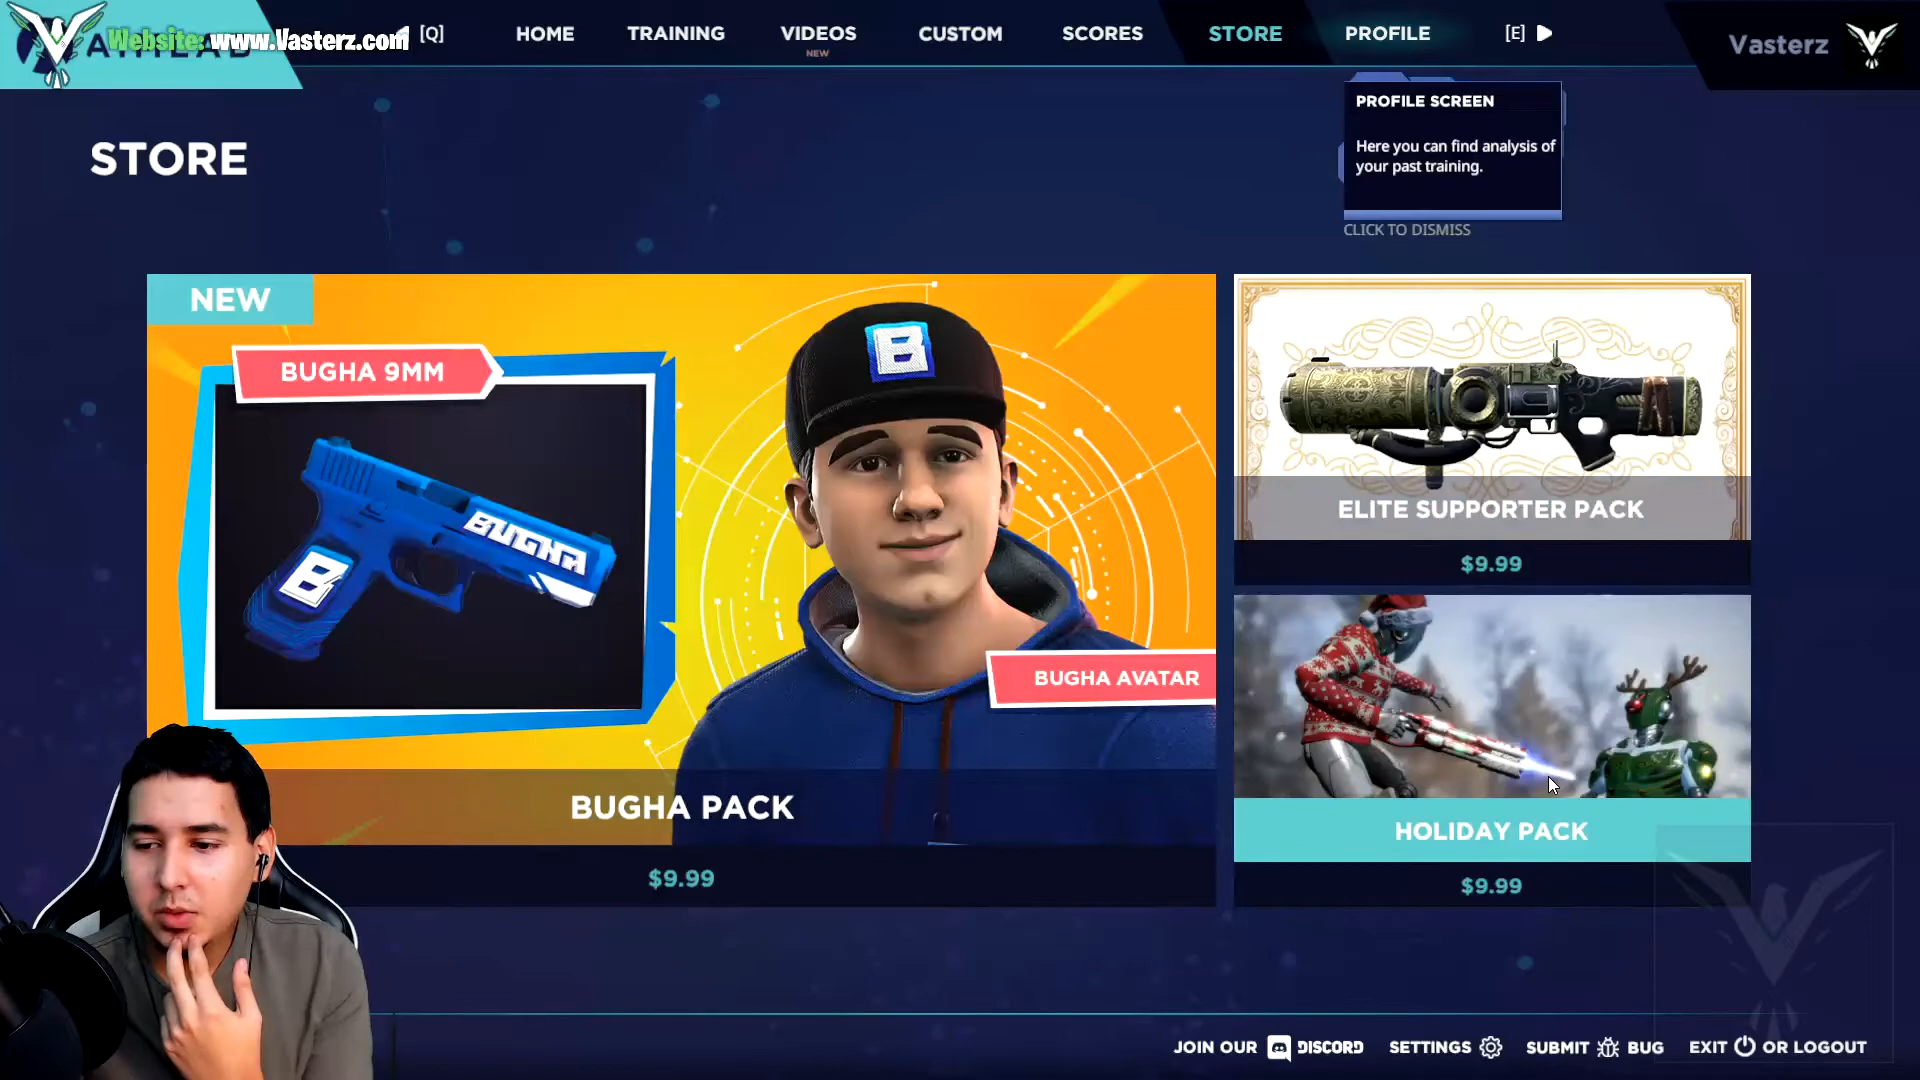 Website: www.Vasterz.com
[Q]
HOME
TRAINING
VIDEOS
NEW
CUSTOM
SCORES
STORE
PROFILE
[E]
Vasterz
PROFILE SCREEN
Here you can find analysis of
your past training.
CLICK TO DISMISS
STORE
NEW
BUGHA 9MM
BUGHA
B
B
BUGHA AVATAR
BUGHA PACK
$9.99
ELITE SUPPORTER PACK
$9.99
HOLIDAY PACK
$9.99
JOIN OUR DISCORD
SETTINGS
SUBMIT BUG
EXIT OR LOGOUT